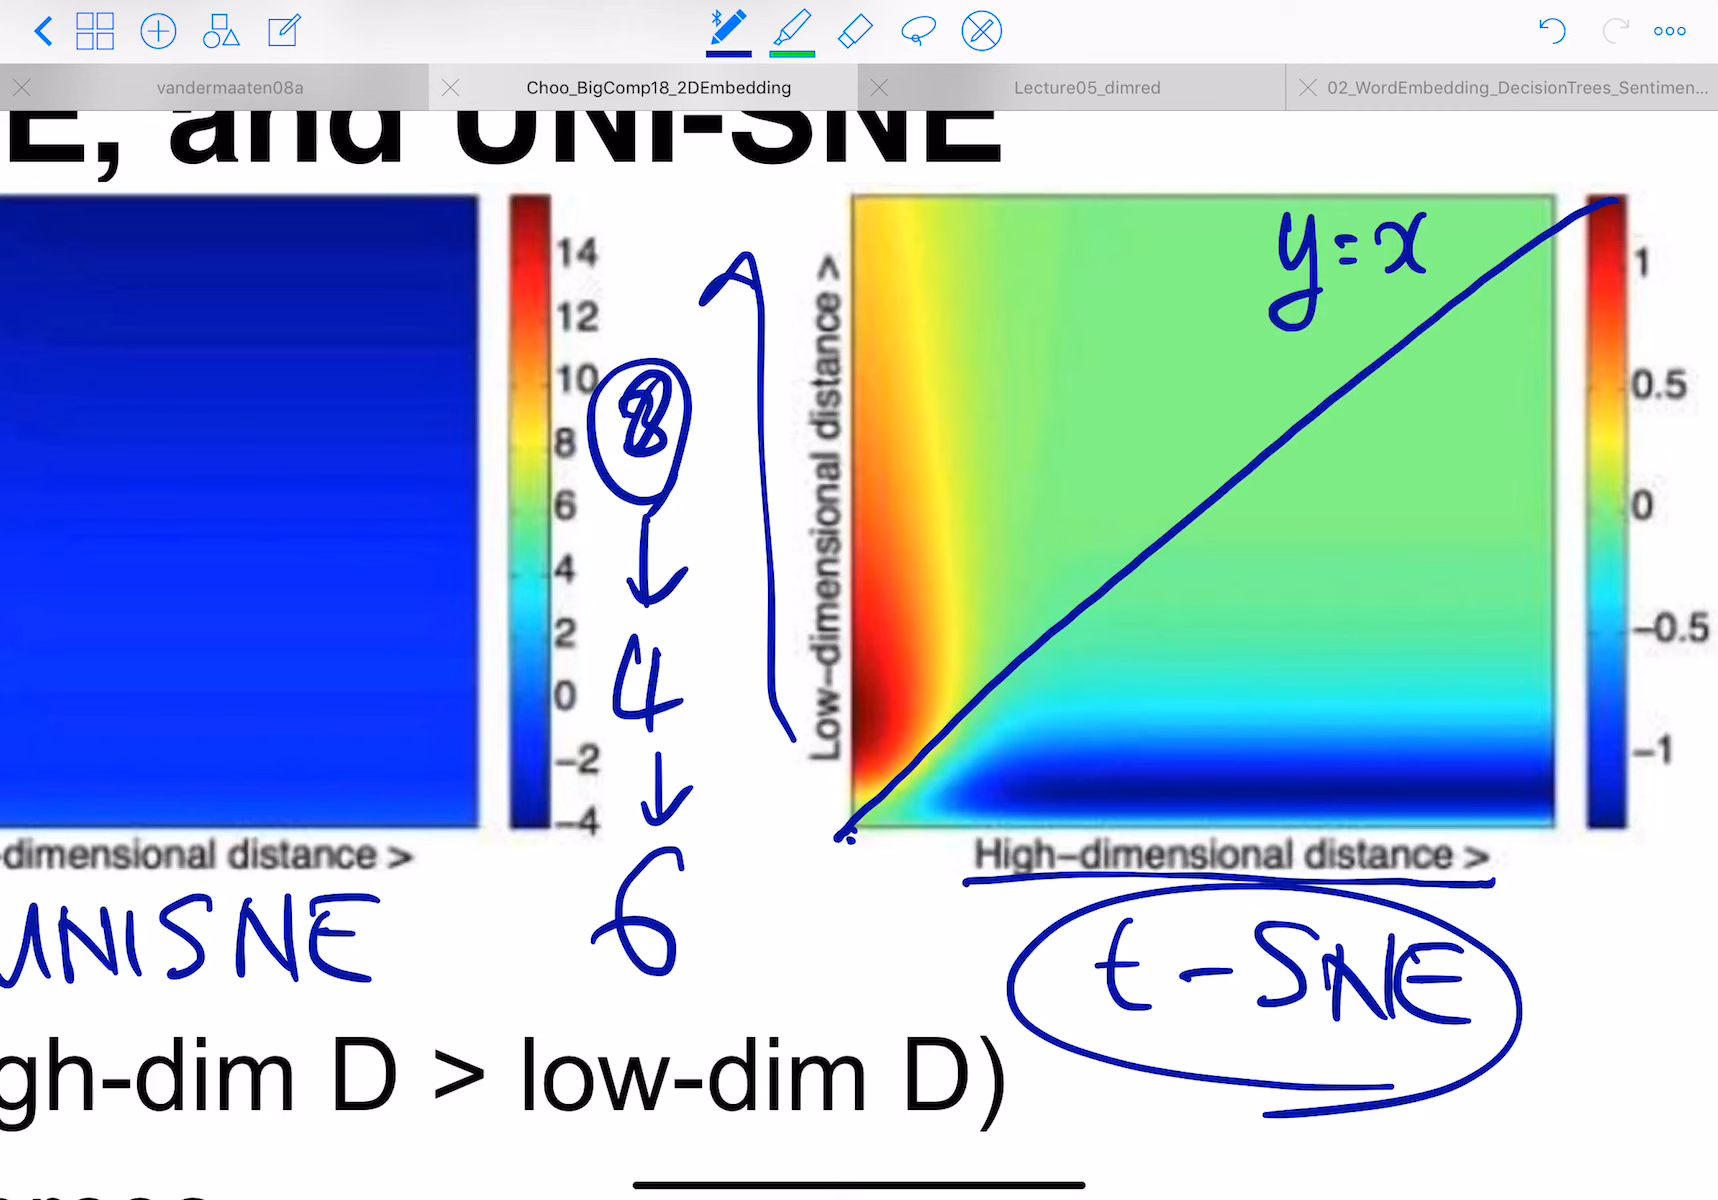 vandermaaten08a
Choo_BigComp18_2DEmbedding
Lecture05_dimred
02_WordEmbedding_DecisionTrees_Sentimen...
E, and UNI-SNE
14
12
10
8
6
4
2
0
-2
-4
8
4
6
Low-dimensional distance >
y=x
1
0.5
0
-0.5
-1
-dimensional distance >
High-dimensional distance >
UNISNE
t-SNE
gh-dim D > low-dim D)